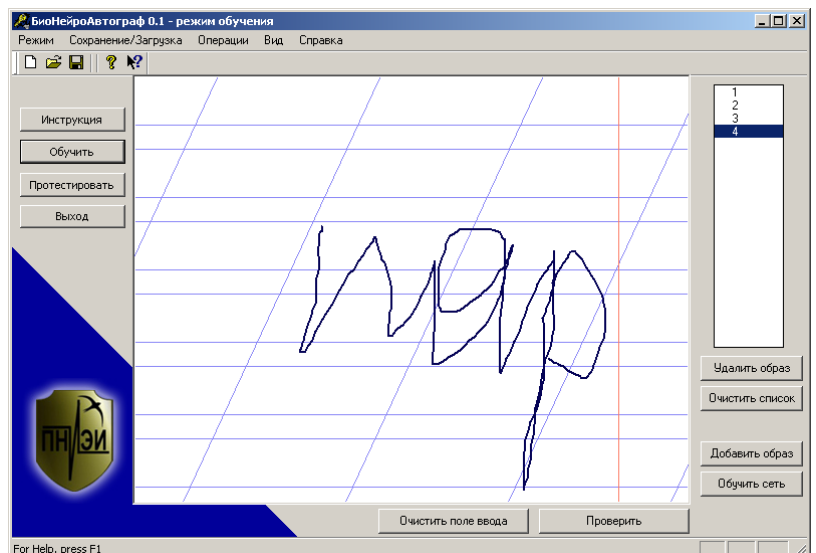 БиоНейроАвтограф 0.1 - режим обучения
Режим Сохранение/Загрузка Операции Вид Справка
Инструкция
Обучить
Протестировать
Выход
ПНИЭИ
1
2
3
4
Удалить образ
Очистить список
Добавить образ
Обучить сеть
Очистить поле ввода Проверить
For Help, press F1